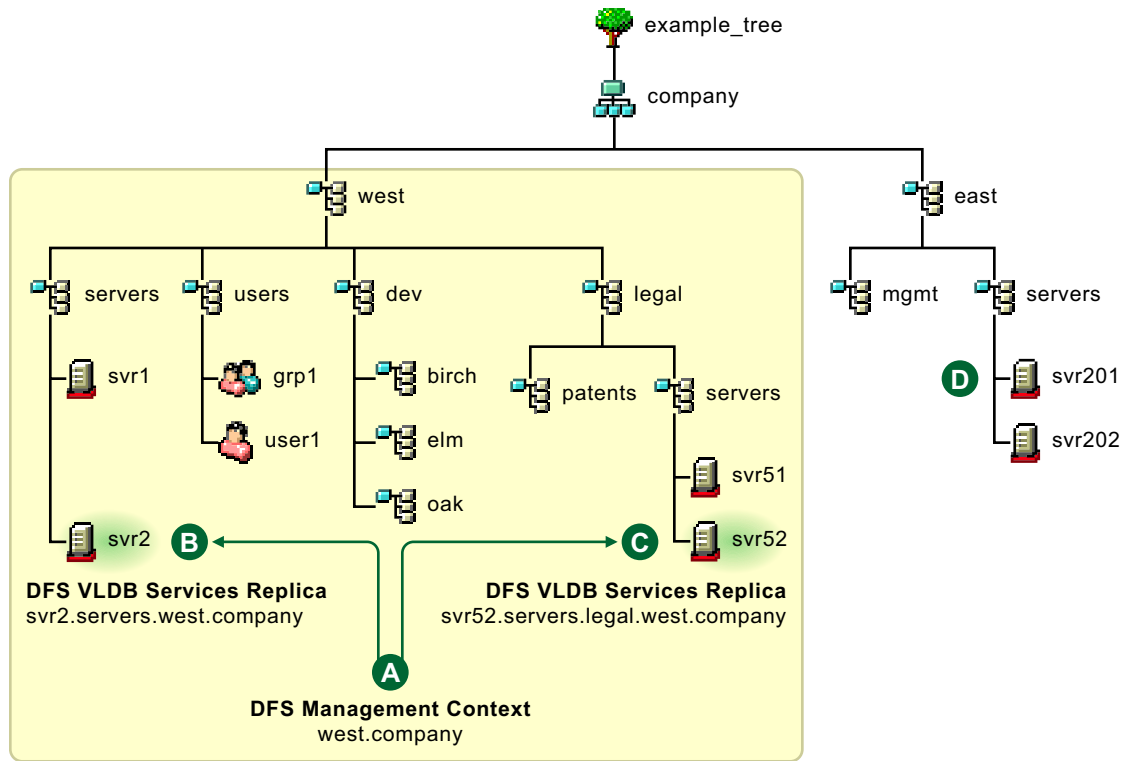 example_tree
company
west
east
servers
users
dev
legal
mgmt
servers
svr1
grp1
birch
patents
servers
D
svr201
user1
elm
svr202
svr51
oak
svr2
B
C
svr52
DFS VLDB Services Replica
svr2.servers.west.company
DFS VLDB Services Replica
svr52.servers.legal.west.company
A
DFS Management Context
west.company